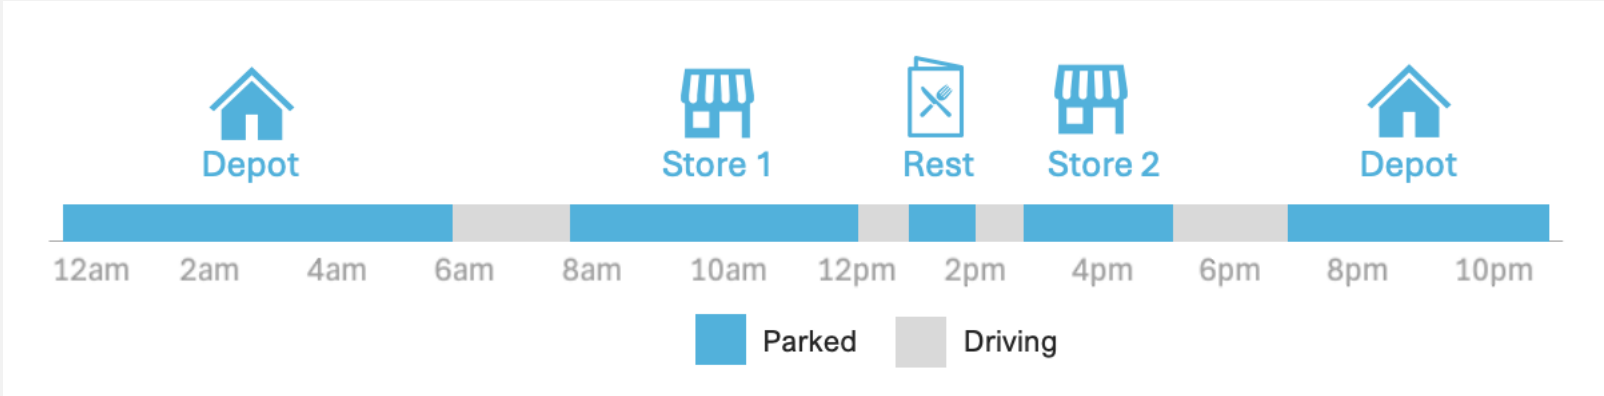 Depot
Store 1
Rest
Store 2
Depot
12am 2am 4am 6am 8am 10am 12pm 2pm 4pm 6pm 8pm 10pm
Parked Driving